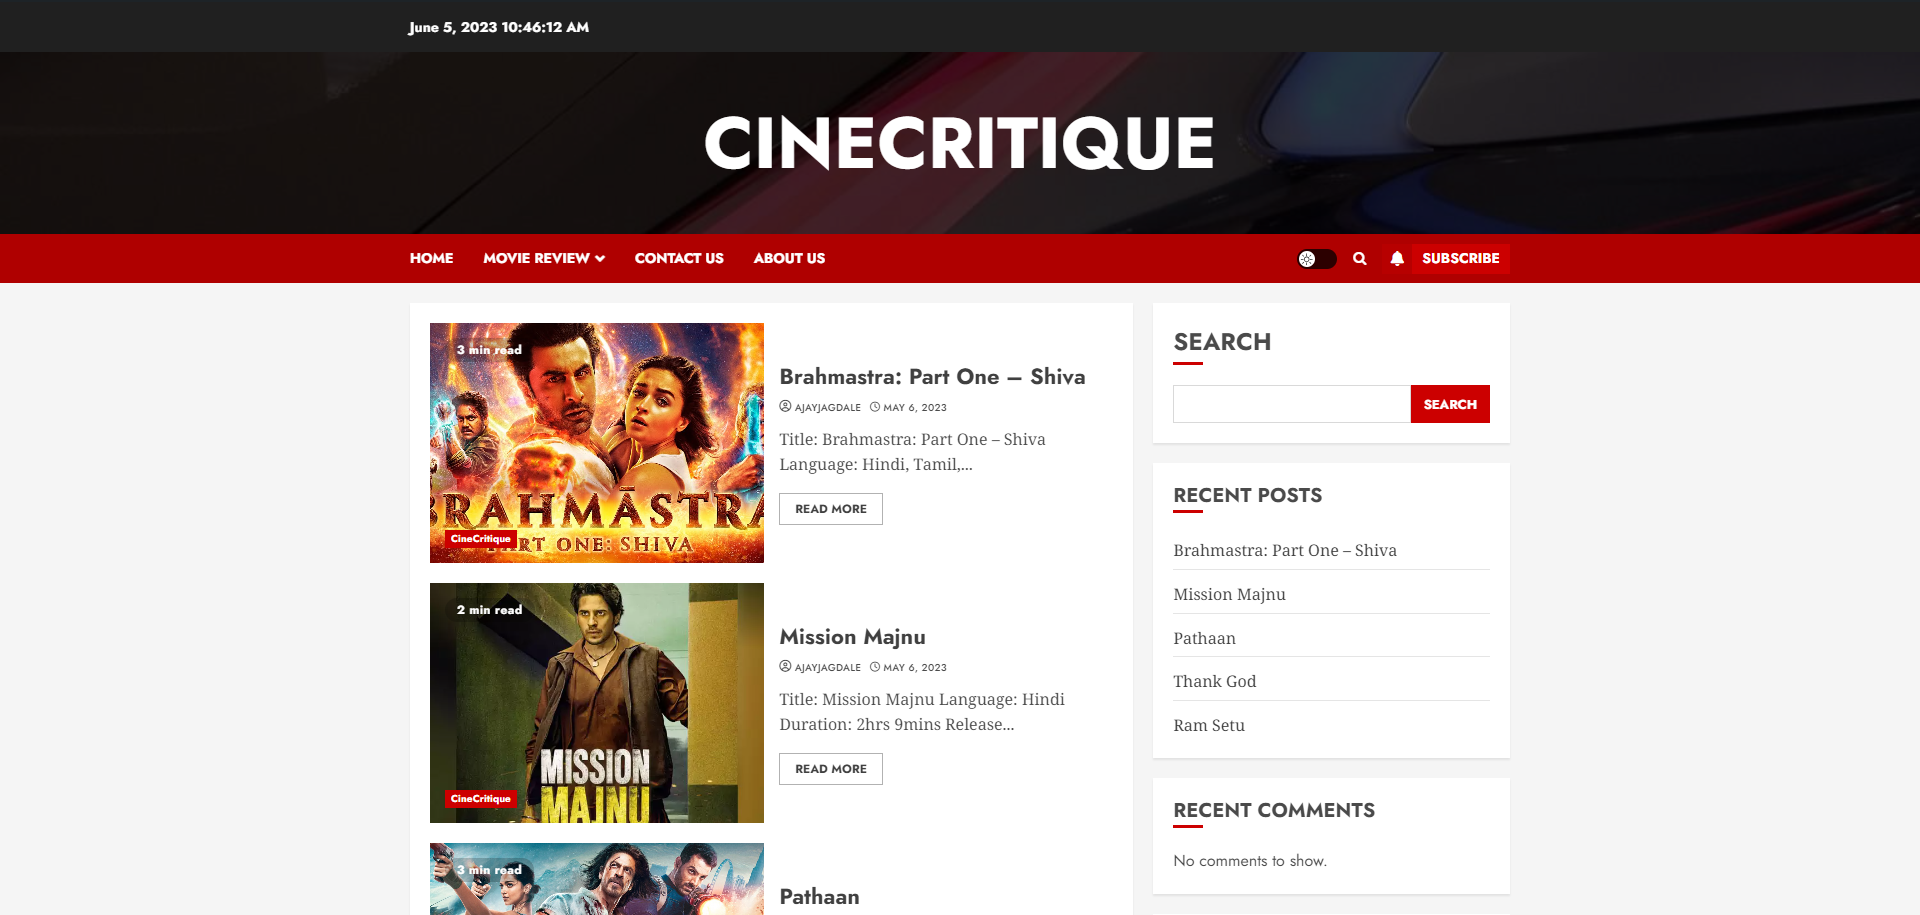 June 5, 2023 10:46:12 AM
CINECRITIQUE
HOME MOVIE REVIEW CONTACT US ABOUT US SUBSCRIBE
3 min read
BRAHMĀSTRA
PART ONE: SHIVA
CineCritique
Brahmastra: Part One – Shiva
AJAYJAGDALE MAY 6, 2023
Title: Brahmastra: Part One – Shiva
Language: Hindi, Tamil,...
READ MORE
2 min read
MISSION
MAJNU
CineCritique
Mission Majnu
AJAYJAGDALE MAY 6, 2023
Title: Mission Majnu Language: Hindi
Duration: 2hrs 9mins Release...
READ MORE
3 min read
Pathaan
SEARCH
SEARCH
RECENT POSTS
Brahmastra: Part One – Shiva
Mission Majnu
Pathaan
Thank God
Ram Setu
RECENT COMMENTS
No comments to show.